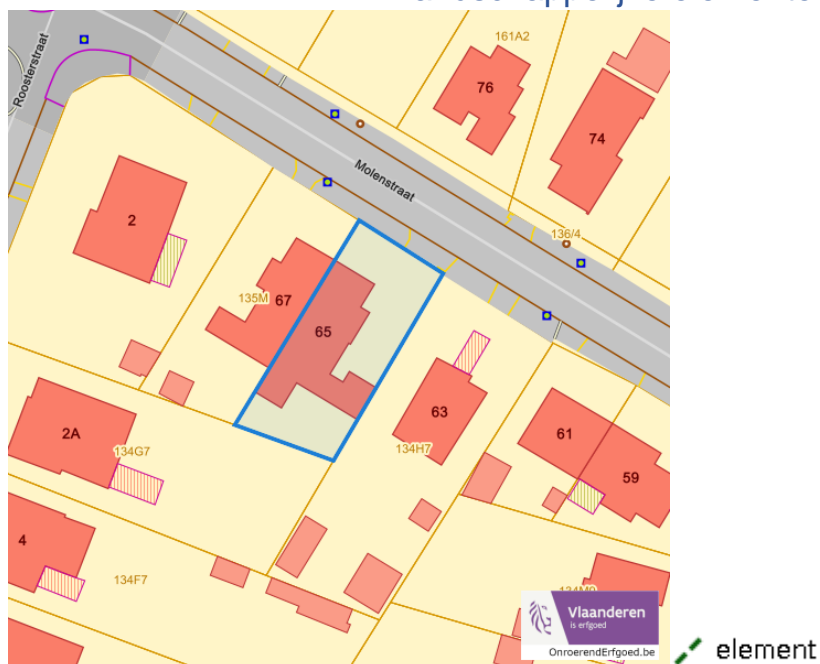 161A2
Roosterstraat
76
74
Molenstraat
2
136/4
135M
67
65
63
2A
134G7
134H7
61
59
4
134F7
Vlaanderen
is erfgoed
OnroerendErfgoed.be
element